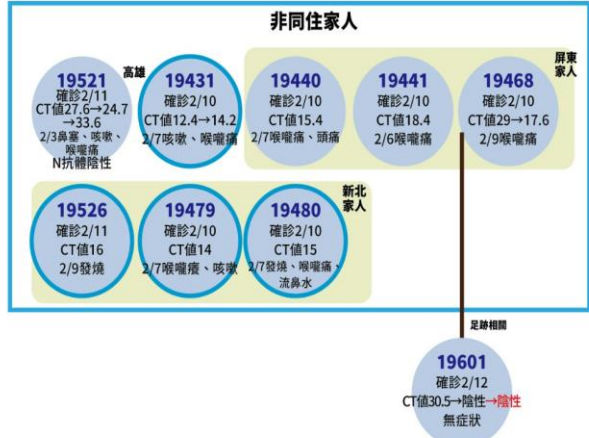 非同住家人
19521
確診2/11
CT值27.6→24.7
→33.6
2/3鼻塞、咳嗽、
喉嚨痛
N抗體陰性
高雄
19431
確診2/10
CT值12.4→14.2
2/7咳嗽、喉嚨痛
19440
確診2/10
CT值15.4
2/7喉嚨痛、頭痛
19441
確診2/10
CT值18.4
2/6喉嚨痛
19468
確診2/10
CT值29→17.6
2/9喉嚨痛
屏東
家人
19526
確診2/11
CT值16
2/9發燒
19479
確診2/10
CT值14
2/7喉嚨癢、咳嗽
19480
確診2/10
CT值15
2/7發燒、喉嚨痛、
流鼻水
新北
家人
足跡相關
19601
確診2/12
CT值30.5→陰性→陰性
無症狀